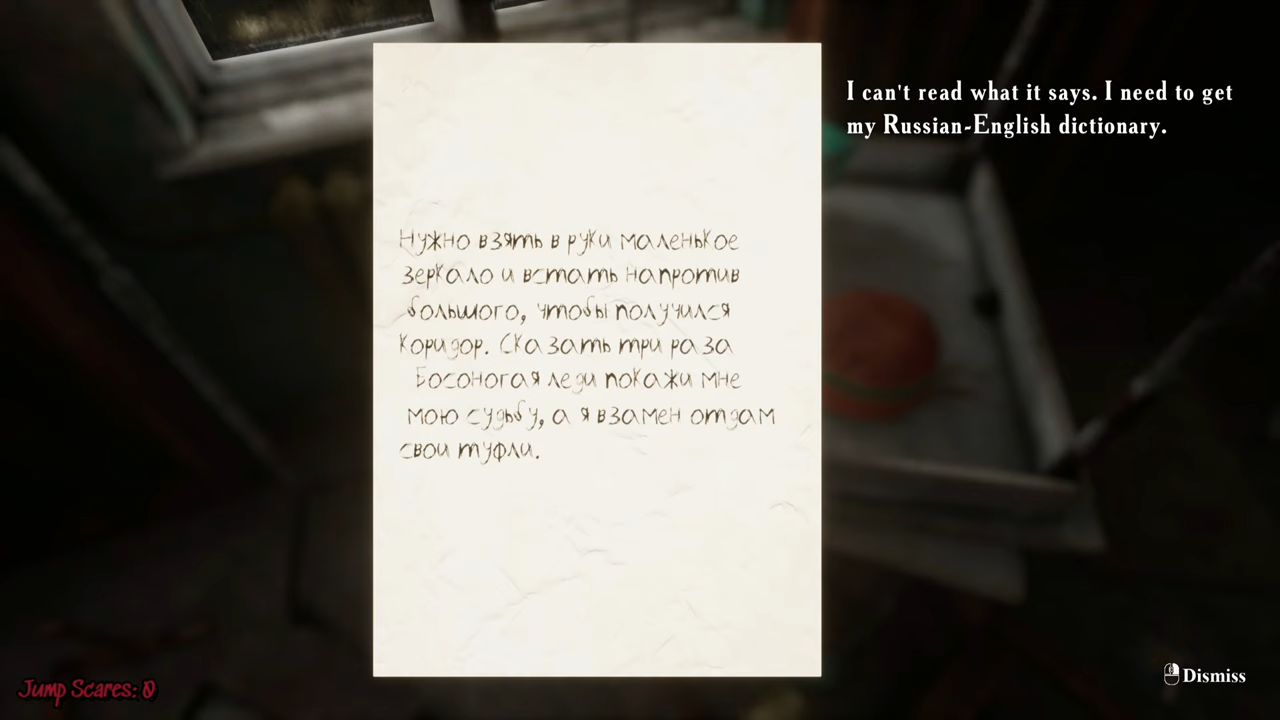 I can't read what it says. I need to get
my Russian-English dictionary.
Нужно взять в руки маленькое
зеркало и встать напротив
большого, чтобы получился
коридор. Сказать три раза
Босоногая леди покажи мне
мою судьбу, а я взамен отдам
свои туфли.
Jump Scares: 0
Dismiss